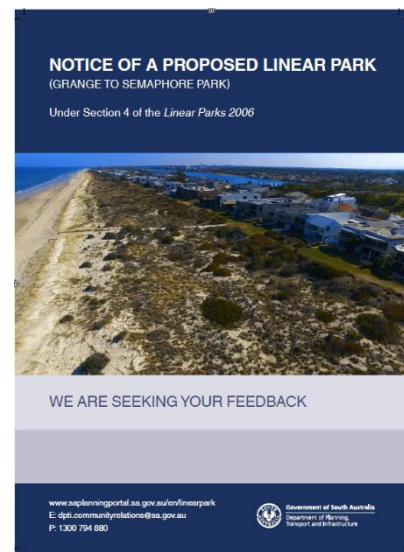 NOTICE OF A PROPOSED LINEAR PARK
(GRANGE TO SEMAPHORE PARK)
Under Section 4 of the Linear Parks 2006
WE ARE SEEKING YOUR FEEDBACK
www.saplanningportal.sa.gov.au/en/linearpark
E: dpti.communityrelations@sa.gov.au
P: 1300 794 880
Government of South Australia
Department of Planning,
Transport and Infrastructure